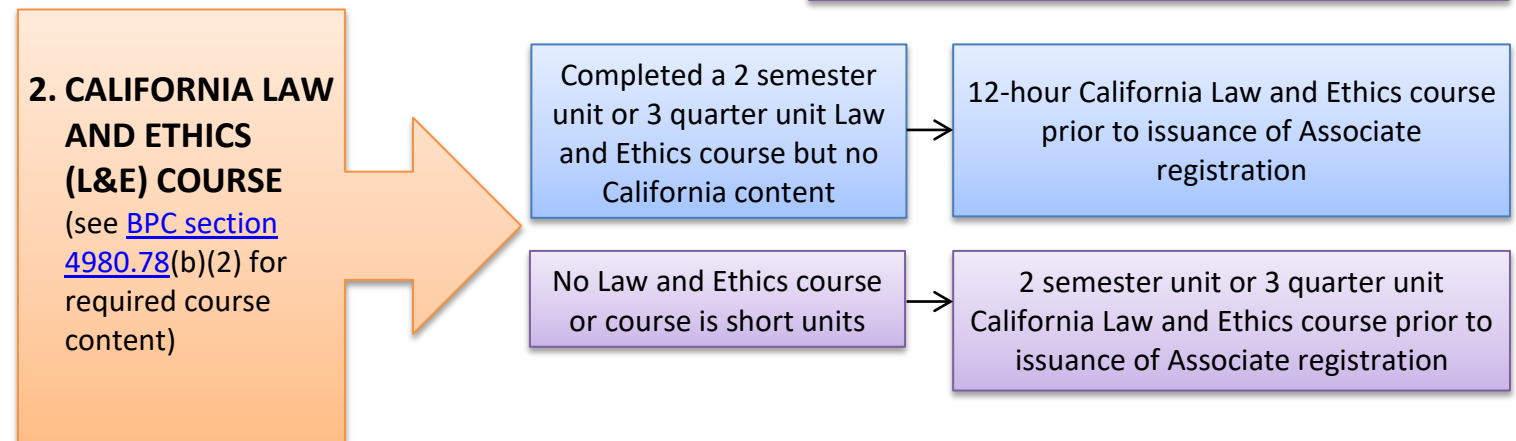 2. CALIFORNIA LAW
AND ETHICS
(L&E) COURSE
(see BPC section
4980.78(b)(2) for
required course
content)
Completed a 2 semester
unit or 3 quarter unit Law
and Ethics course but no
California content
12-hour California Law and Ethics course
prior to issuance of Associate
registration
No Law and Ethics course
or course is short units
2 semester unit or 3 quarter unit
California Law and Ethics course prior to
issuance of Associate registration